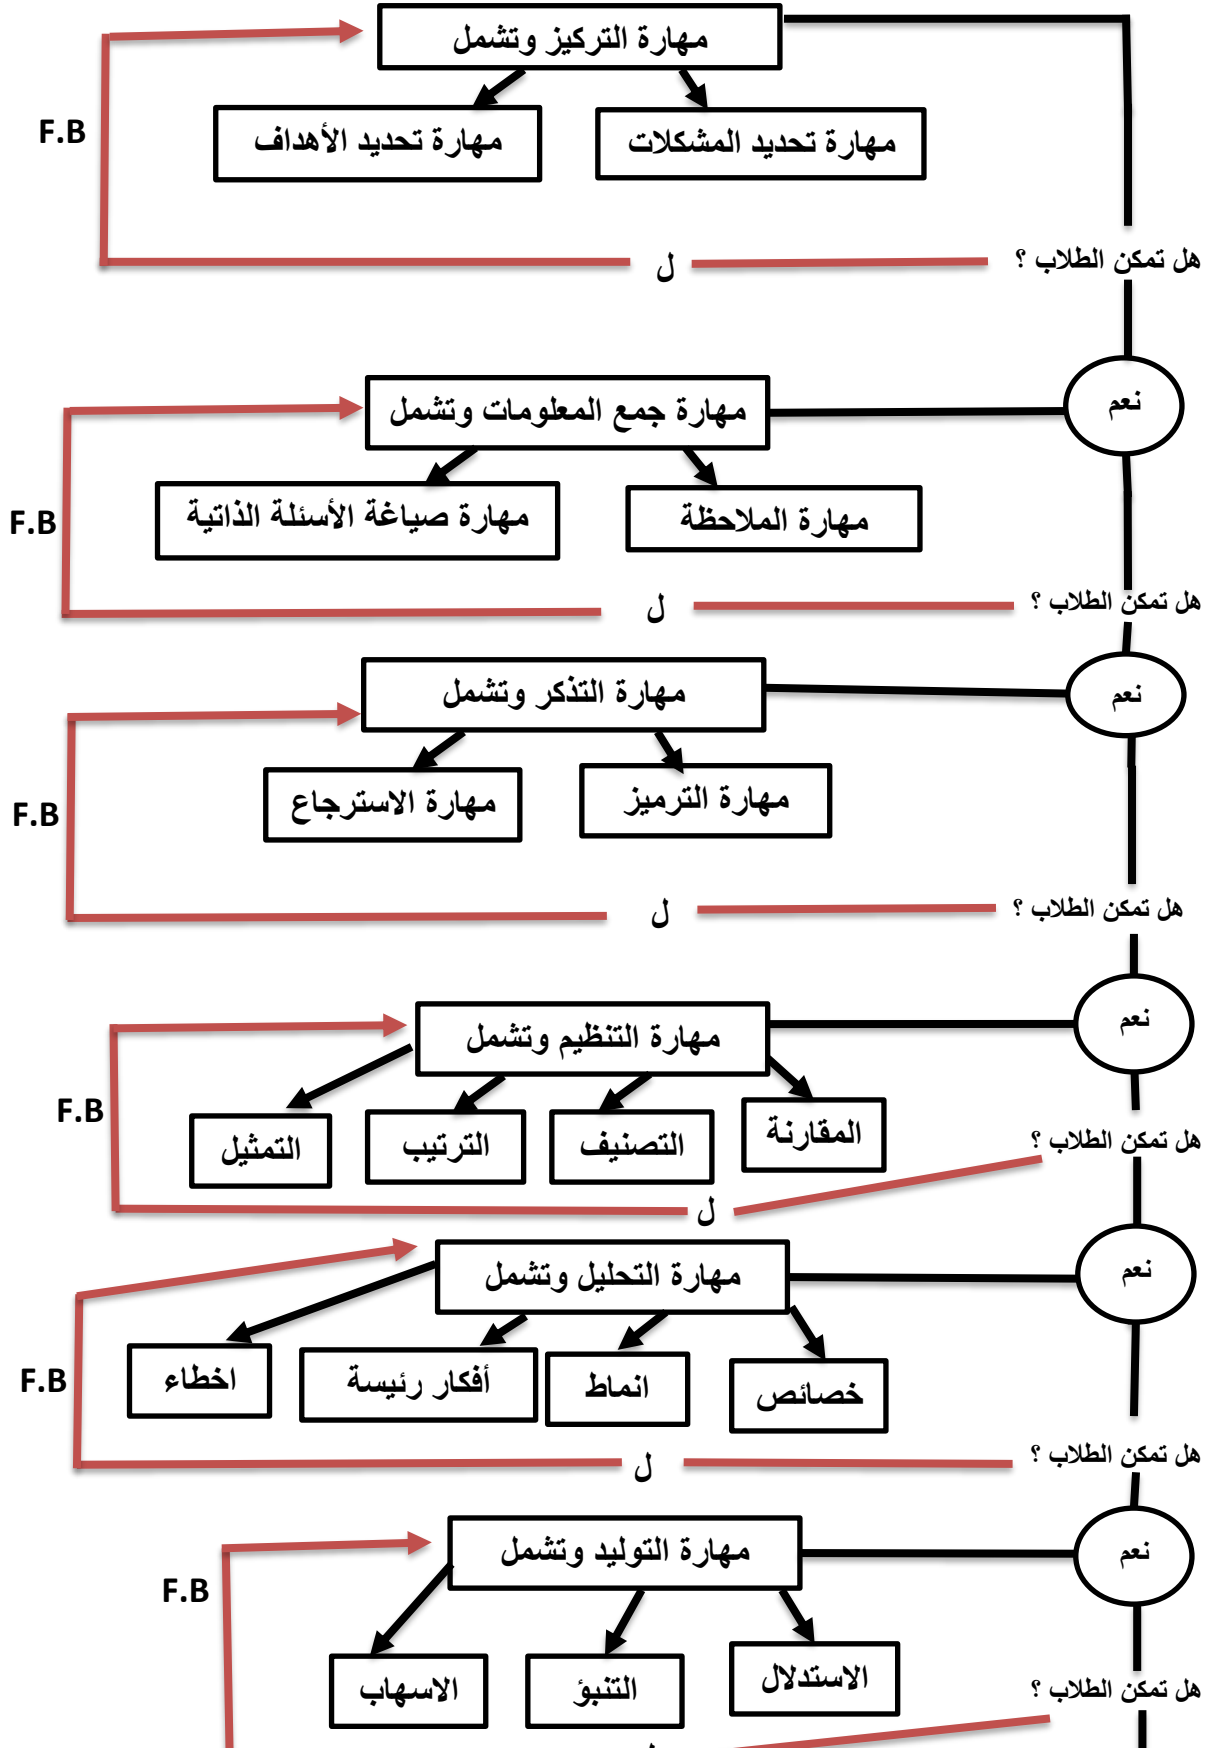 مهارة التركيز وتشمل
مهارة تحديد المشكلات
مهارة تحديد الأهداف
F.B
هل تمكن الطلاب ؟
ل
نعم
مهارة جمع المعلومات وتشمل
مهارة الملاحظة
مهارة صياغة الأسئلة الذاتية
F.B
هل تمكن الطلاب ؟
ل
نعم
مهارة التذكر وتشمل
مهارة الترميز
مهارة الاسترجاع
F.B
هل تمكن الطلاب ؟
ل
نعم
مهارة التنظيم وتشمل
المقارنة
التصنيف
الترتيب
التمثيل
F.B
هل تمكن الطلاب ؟
ل
نعم
مهارة التحليل وتشمل
خصائص
انماط
أفكار رئيسة
اخطاء
F.B
هل تمكن الطلاب ؟
ل
نعم
مهارة التوليد وتشمل
F.B
الاستدلال
التنبؤ
الاسهاب
هل تمكن الطلاب ؟